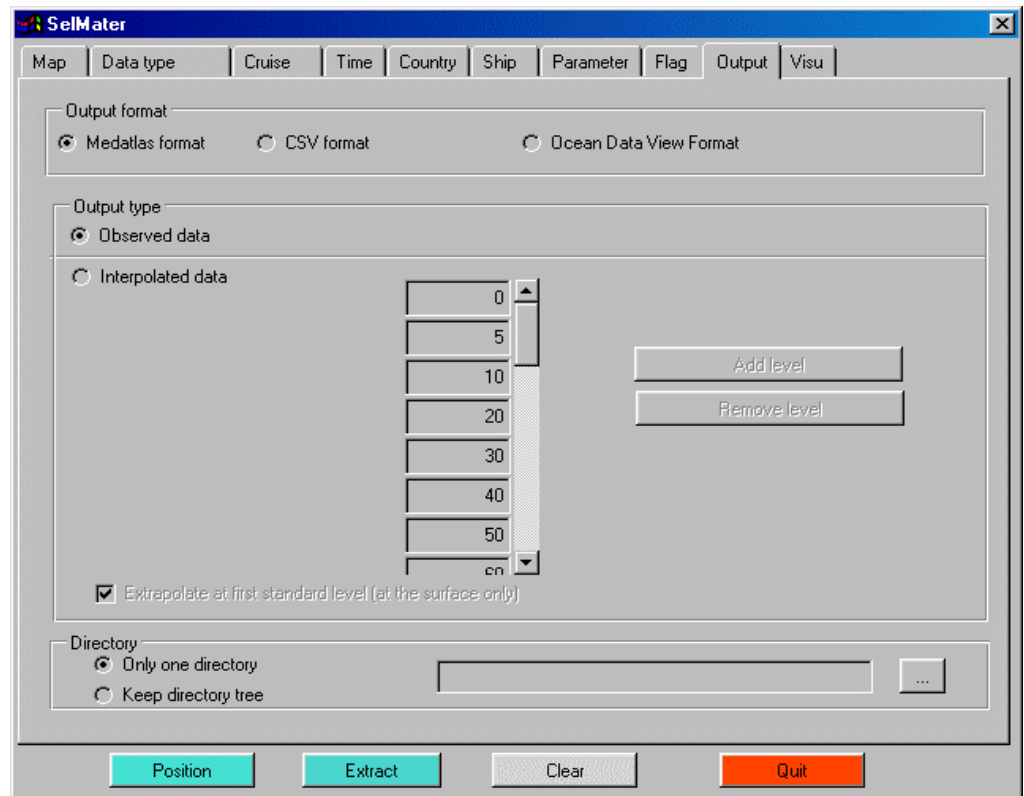 SelMater
Map Data type Cruise Time Country Ship Parameter Flag Output Visu
Output format
Medatlas format CSV format Ocean Data View Format
Output type
Observed data
Interpolated data
0
5
Add level
10
Remove level
20
30
40
50
60
Extrapolate at first standard level (at the surface only)
Directory
Only one directory
...
Keep directory tree
Position Extract Clear Quit